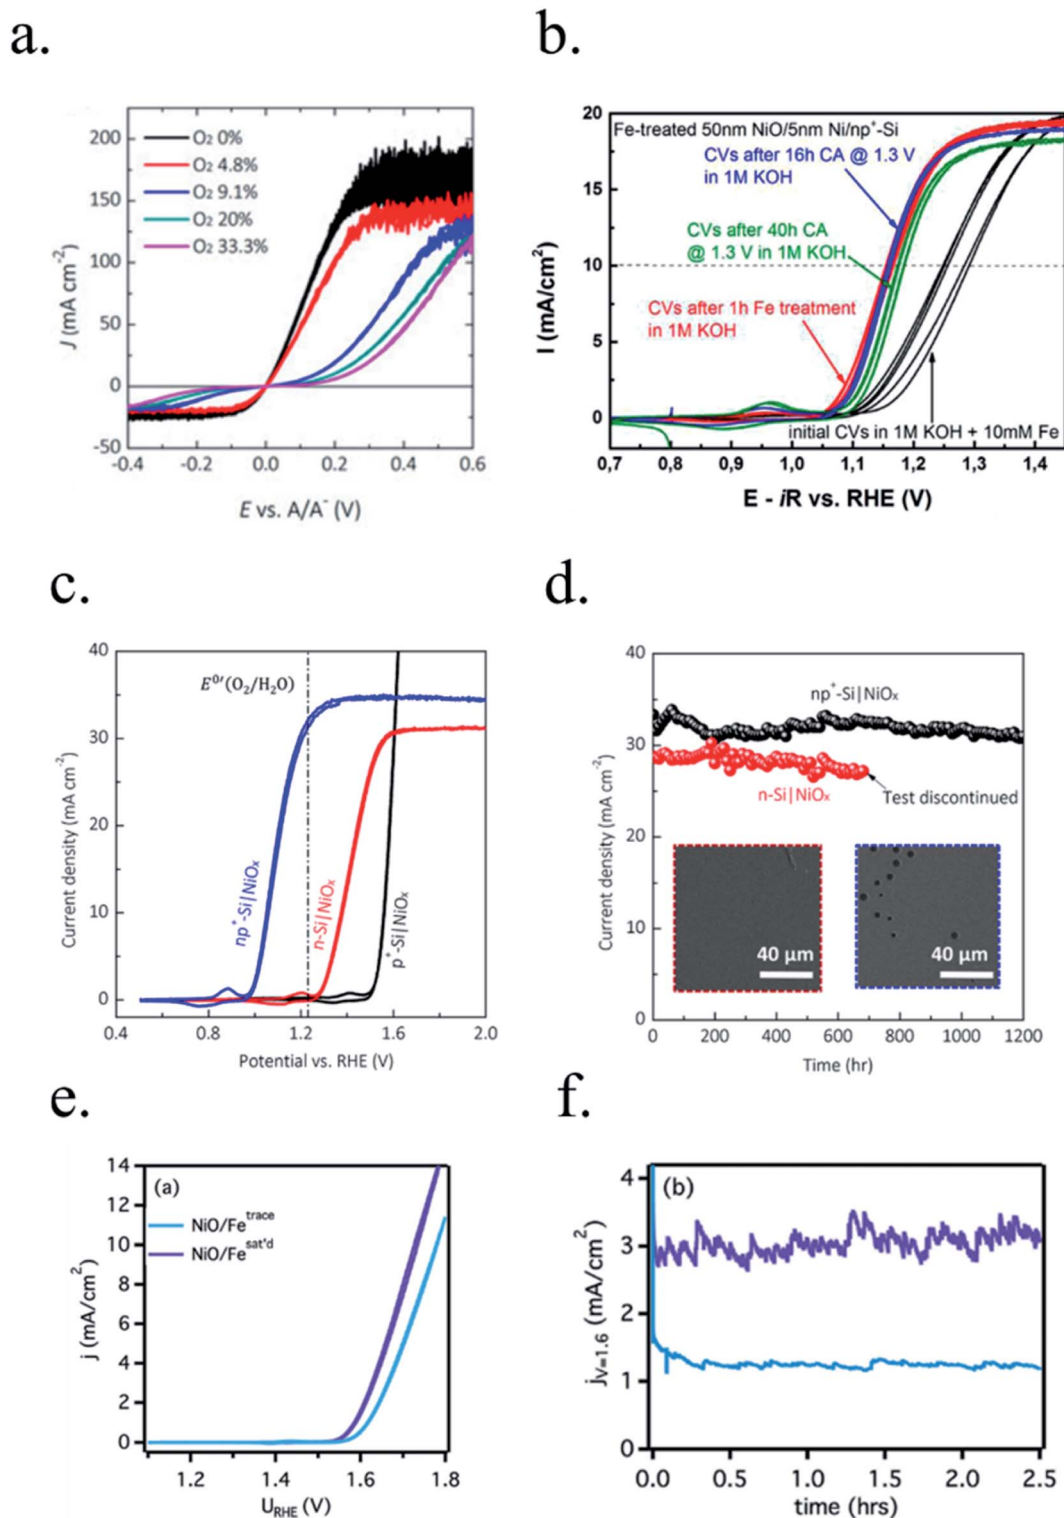 a.
O₂ 0%
O₂ 4.8%
O₂ 9.1%
O₂ 20%
O₂ 33.3%
200
150
100
50
0
-50
J (mA cm⁻²)
-0.4 -0.2 0.0 0.2 0.4 0.6
E vs. A/A⁻ (V)
b.
Fe-treated 50nm NiO/5nm Ni/np⁺-Si
CVs after 16h CA @ 1.3 V
in 1M KOH
CVs after 40h CA
@ 1.3 V in 1M KOH
CVs after 1h Fe treatment
in 1M KOH
initial CVs in 1M KOH + 10mM Fe
20
15
10
5
0
I (mA/cm²)
0,7 0,8 0,9 1,0 1,1 1,2 1,3 1,4
E - iR vs. RHE (V)
c.
E⁰′(O₂/H₂O)
np⁺-Si|NiOₓ
n-Si|NiOₓ
p⁺-Si|NiOₓ
40
30
20
10
0
Current density (mA cm⁻²)
0.4 0.8 1.2 1.6 2.0
Potential vs. RHE (V)
d.
np⁺-Si|NiOₓ
n-Si|NiOₓ
Test discontinued
40 μm
40 μm
40
30
20
10
0
Current density (mA cm⁻²)
0 200 400 600 800 1000 1200
Time (hr)
e.
(a)
NiO/Fe^trace
NiO/Fe^sat'd
14
12
10
8
6
4
2
0
j (mA/cm²)
1.2 1.4 1.6 1.8
U_RHE (V)
f.
(b)
4
3
2
1
0
j_V=1.6 (mA/cm²)
0.0 0.5 1.0 1.5 2.0 2.5
time (hrs)